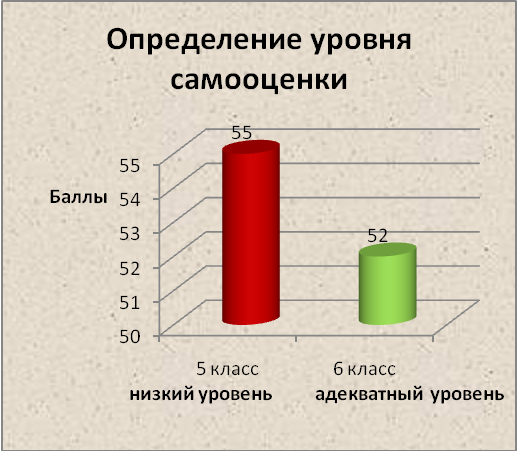 Определение уровня
самооценки
55
52
Баллы
55
54
53
52
51
50
5 класс
6 класс
низкий уровень
адекватный уровень